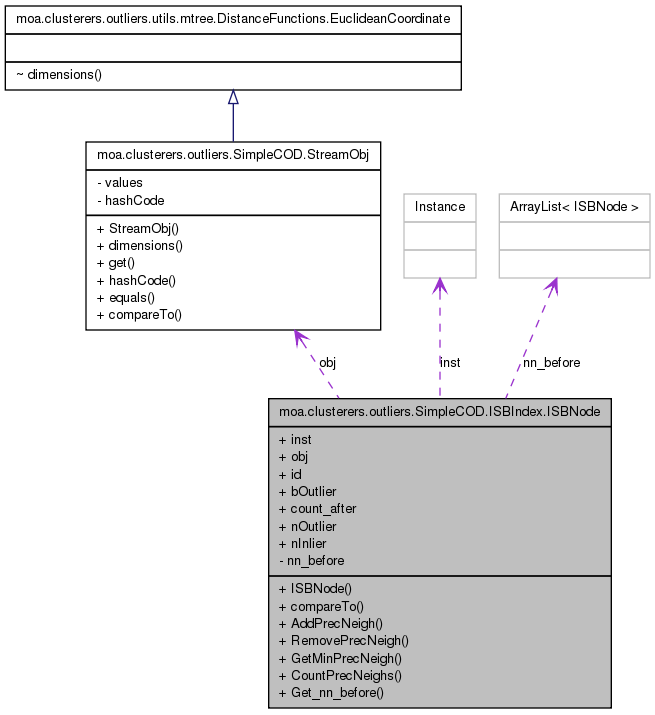 moa.clusterers.outliers.utils.mtree.DistanceFunctions.EuclideanCoordinate
~ dimensions()
moa.clusterers.outliers.SimpleCOD.StreamObj
- values
- hashCode
+ StreamObj()
+ dimensions()
+ get()
+ hashCode()
+ equals()
+ compareTo()
Instance
ArrayList< ISBNode >
obj
inst
nn_before
moa.clusterers.outliers.SimpleCOD.ISBIndex.ISBNode
+ inst
+ obj
+ id
+ bOutlier
+ count_after
+ nOutlier
+ nInlier
- nn_before
+ ISBNode()
+ compareTo()
+ AddPrecNeigh()
+ RemovePrecNeigh()
+ GetMinPrecNeigh()
+ CountPrecNeighs()
+ Get_nn_before()